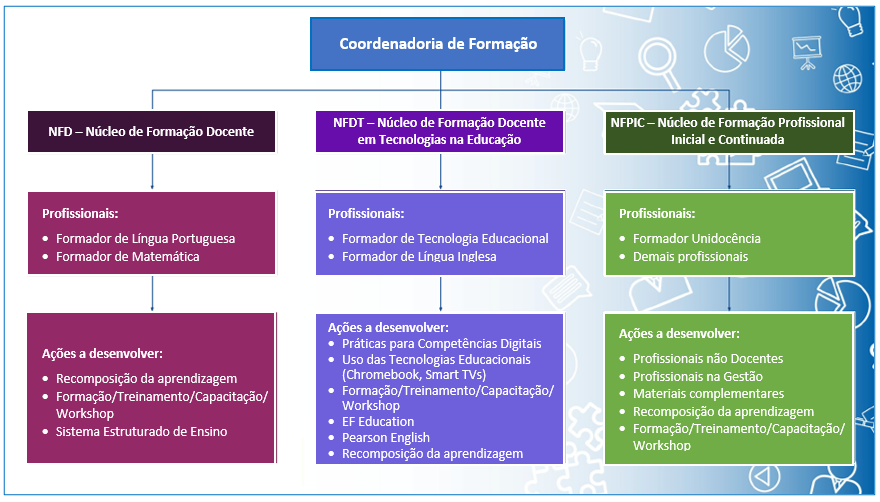 Coordenadoria de Formação
NFD – Núcleo de Formação Docente
Profissionais:
• Formador de Língua Portuguesa
• Formador de Matemática
Ações a desenvolver:
• Recomposição da aprendizagem
• Formação/Treinamento/Capacitação/
Workshop
• Sistema Estruturado de Ensino
NFDT – Núcleo de Formação Docente
em Tecnologias na Educação
Profissionais:
• Formador de Tecnologia Educacional
• Formador de Língua Inglesa
Ações a desenvolver:
• Práticas para Competências Digitais
• Uso das Tecnologias Educacionais
(Chromebook, Smart TVs)
• Formação/Treinamento/Capacitação/
Workshop
• EF Education
• Pearson English
• Recomposição da aprendizagem
NFPIC – Núcleo de Formação Profissional
Inicial e Continuada
Profissionais:
• Formador Unidocência
• Demais profissionais
Ações a desenvolver:
• Profissionais não Docentes
• Profissionais na Gestão
• Materiais complementares
• Recomposição da aprendizagem
• Formação/Treinamento/Capacitação/
Workshop